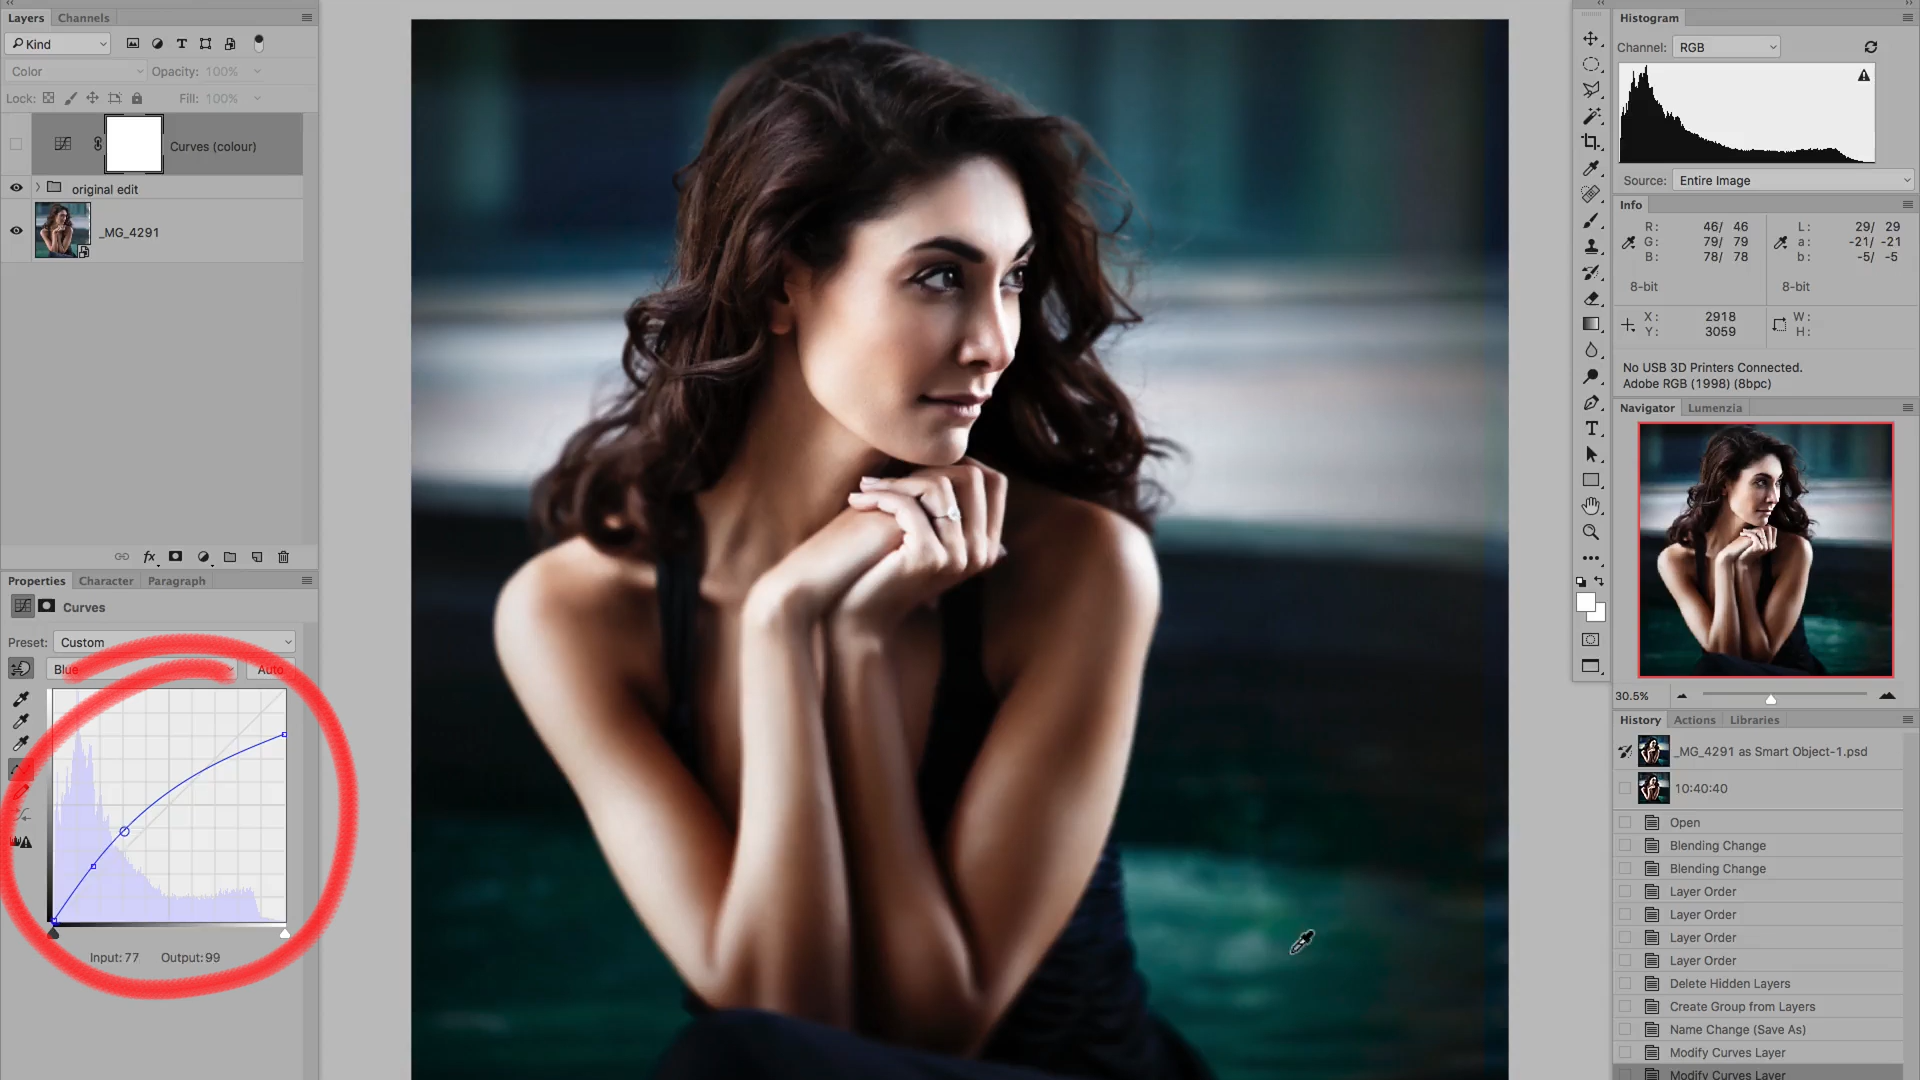 Layers Channels
Kind
Color Opacity: 100%
Lock: Fill: 100%
Curves (colour)
original edit
_MG_4291
fx
Properties Character Paragraph
Curves
Preset: Custom
Blue Auto
Input: 77 Output: 99
Histogram
Channel: RGB
Source: Entire Image
Info
R: 46/ 46 L: 29/ 29
G: 79/ 79 a: -21/ -21
B: 78/ 78 b: -5/ -5
8-bit 8-bit
X: 2918 W:
Y: 3059 H:
No USB 3D Printers Connected.
Adobe RGB (1998) (8bpc)
Navigator Lumenzia
30.5%
History Actions Libraries
_MG_4291 as Smart Object-1.psd
10:40:40
Open
Blending Change
Blending Change
Layer Order
Layer Order
Layer Order
Layer Order
Delete Hidden Layers
Create Group from Layers
Name Change (Save As)
Modify Curves Layer
Modify Curves Layer